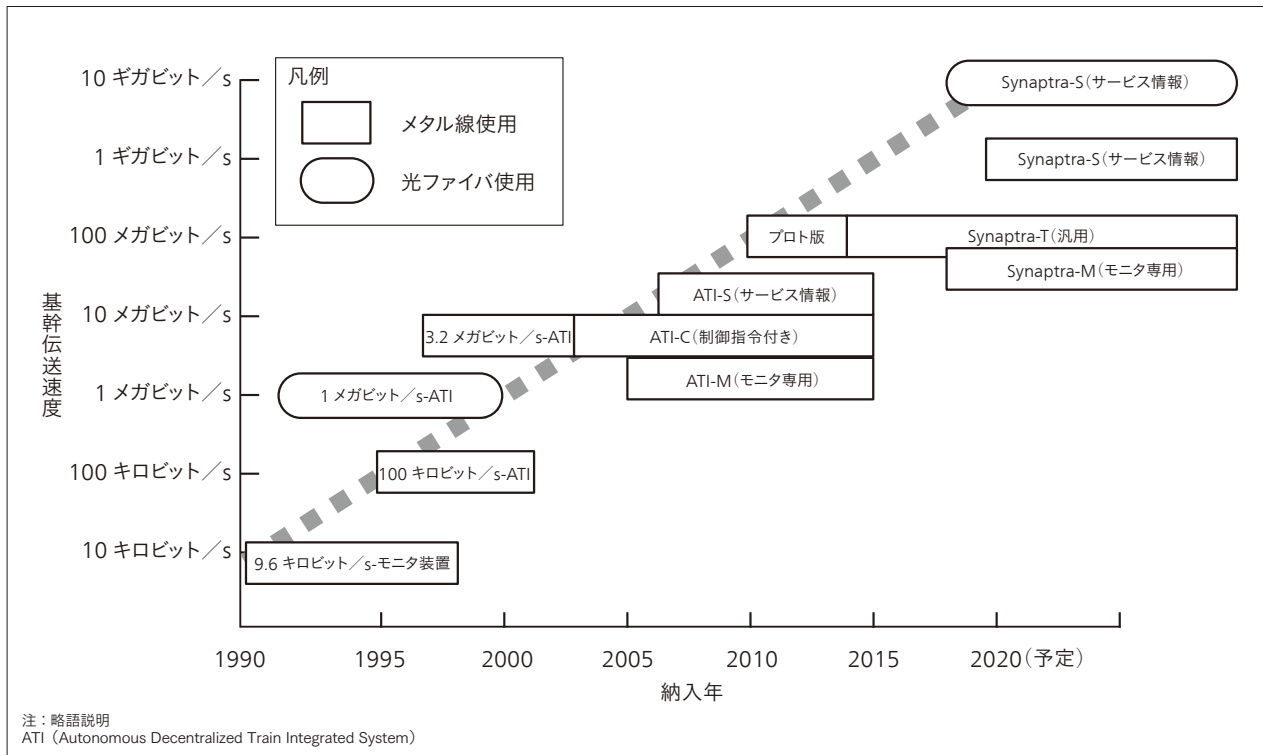 10 ギガビット／s
1 ギガビット／s
100 メガビット／s
10 メガビット／s
1 メガビット／s
100 キロビット／s
10 キロビット／s
基幹伝送速度
凡例
メタル線使用
光ファイバ使用
Synaptra-S（サービス情報）
Synaptra-S（サービス情報）
プロト版
Synaptra-T（汎用）
Synaptra-M（モニタ専用）
ATI-S（サービス情報）
3.2 メガビット／s-ATI
ATI-C（制御指令付き）
ATI-M（モニタ専用）
1 メガビット／s-ATI
100 キロビット／s-ATI
9.6 キロビット／s-モニタ装置
1990
1995
2000
2005
2010
2015
2020（予定）
納入年
注：略語説明
ATI（Autonomous Decentralized Train Integrated System）